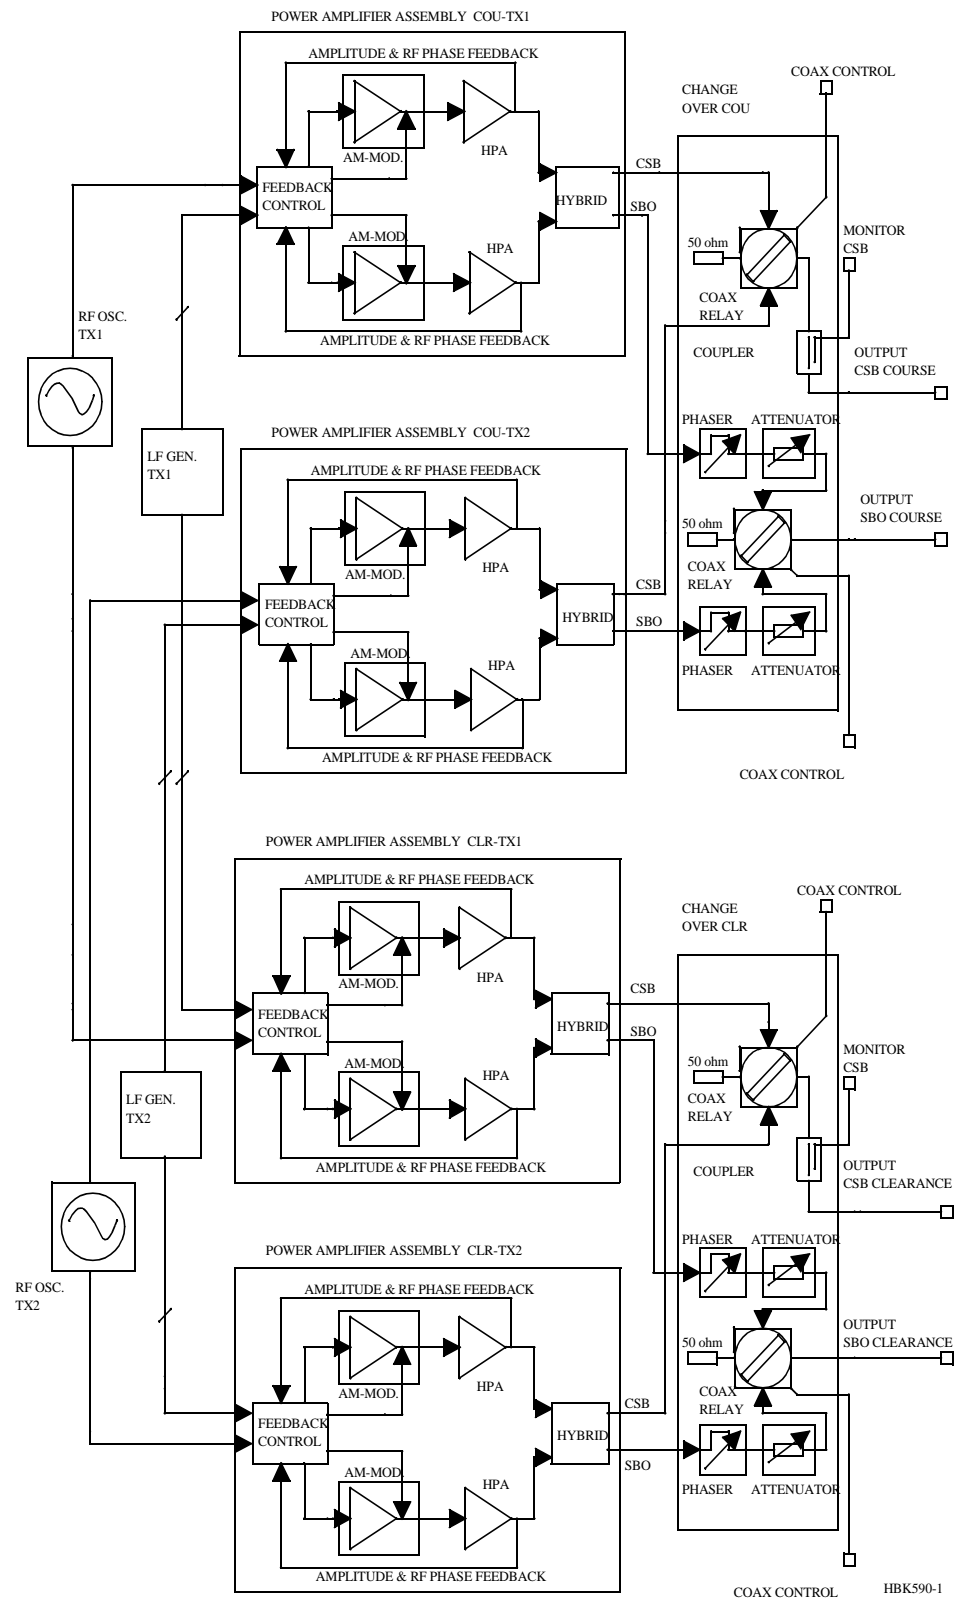 POWER AMPLIFIER ASSEMBLY COU-TX1
AMPLITUDE & RF PHASE FEEDBACK
COAX CONTROL
CHANGE
OVER COU
AM-MOD.
HPA
CSB
FEEDBACK
CONTROL
HYBRID
SBO
AM-MOD.
HPA
50 ohm
MONITOR
CSB
COAX
RELAY
RF OSC.
TX1
AMPLITUDE & RF PHASE FEEDBACK
COUPLER
OUTPUT
CSB COURSE
POWER AMPLIFIER ASSEMBLY COU-TX2
PHASER
ATTENUATOR
LF GEN.
TX1
AMPLITUDE & RF PHASE FEEDBACK
OUTPUT
SBO COURSE
50 ohm
AM-MOD.
HPA
COAX
RELAY
CSB
FEEDBACK
CONTROL
HYBRID
SBO
AM-MOD.
HPA
PHASER
ATTENUATOR
AMPLITUDE & RF PHASE FEEDBACK
COAX CONTROL
POWER AMPLIFIER ASSEMBLY CLR-TX1
AMPLITUDE & RF PHASE FEEDBACK
COAX CONTROL
CHANGE
OVER CLR
AM-MOD.
HPA
CSB
FEEDBACK
CONTROL
HYBRID
SBO
AM-MOD.
HPA
50 ohm
MONITOR
CSB
COAX
RELAY
LF GEN.
TX2
AMPLITUDE & RF PHASE FEEDBACK
COUPLER
OUTPUT
CSB CLEARANCE
POWER AMPLIFIER ASSEMBLY CLR-TX2
PHASER
ATTENUATOR
RF OSC.
TX2
AMPLITUDE & RF PHASE FEEDBACK
OUTPUT
SBO CLEARANCE
50 ohm
AM-MOD.
HPA
COAX
RELAY
CSB
FEEDBACK
CONTROL
HYBRID
SBO
AM-MOD.
HPA
PHASER
ATTENUATOR
AMPLITUDE & RF PHASE FEEDBACK
COAX CONTROL
HBK590-1